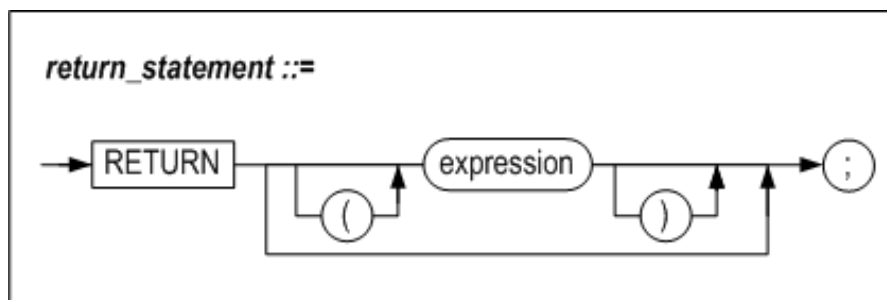 return_statement ::=
RETURN expression ;
( )